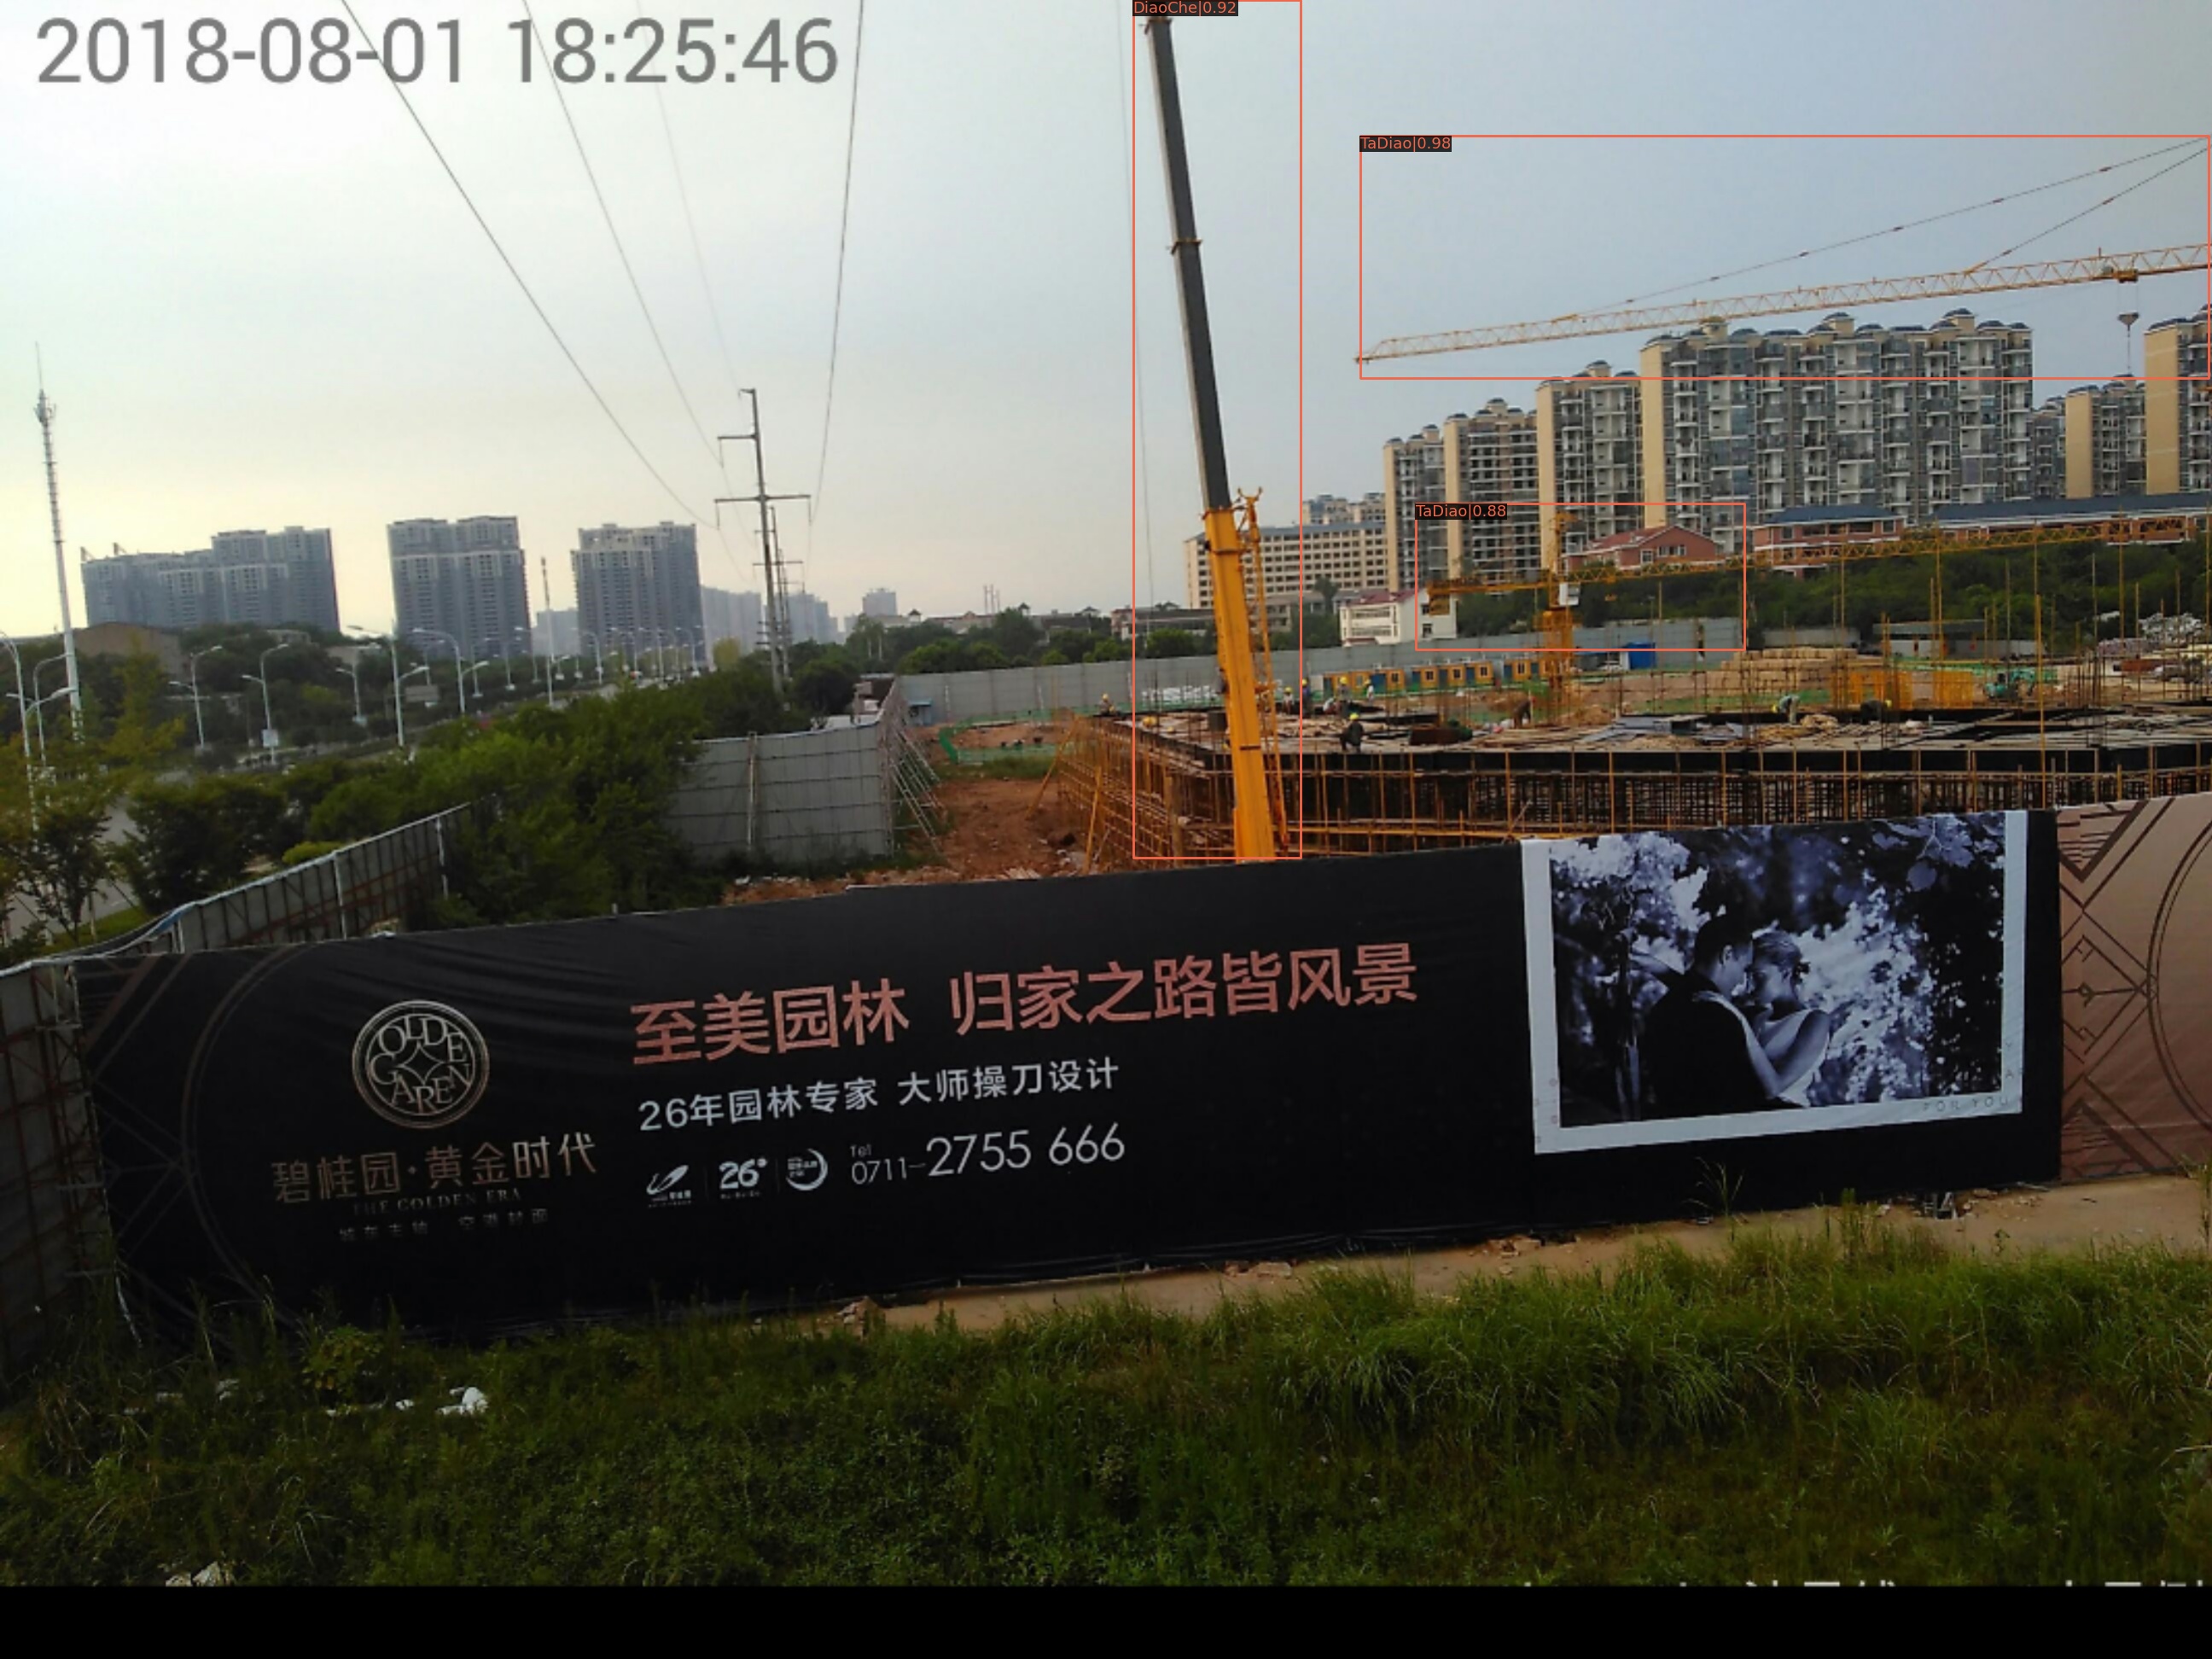 DiaoChe|0.92
2018-08-01 18:25:46
TaDiao|0.98
TaDiao|0.88
至美园林 归家之路皆风景
26年园林专家 大师操刀设计
碧桂园·黄金时代
THE GOLDEN ERA
26°
Tel
0711-2755 666
FOR YOU